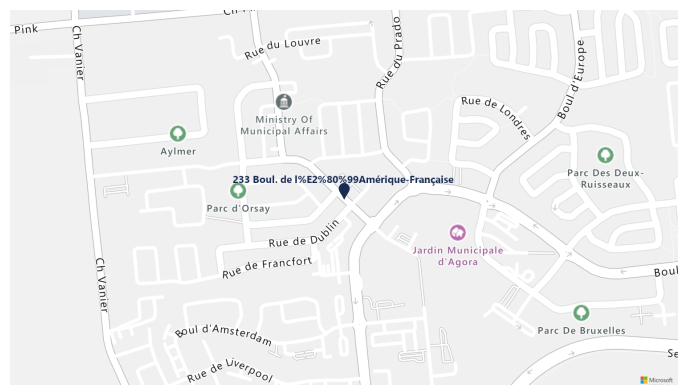 Pink
Ch Vanier
Rue du Louvre
Rue du Prado
Boul d'Europe
Rue de Londres
Ministry Of
Municipal Affairs
Aylmer
Parc Des Deux-
Ruisseaux
233 Boul. de l%E2%80%99Amérique-Française
Parc d'Orsay
Rue de Dublin
Jardin Municipale
d'Agora
Rue de Francfort
Ch Vanier
Boul
Parc De Bruxelles
Boul d'Amsterdam
Se
Rue de Liverpool
Microsoft